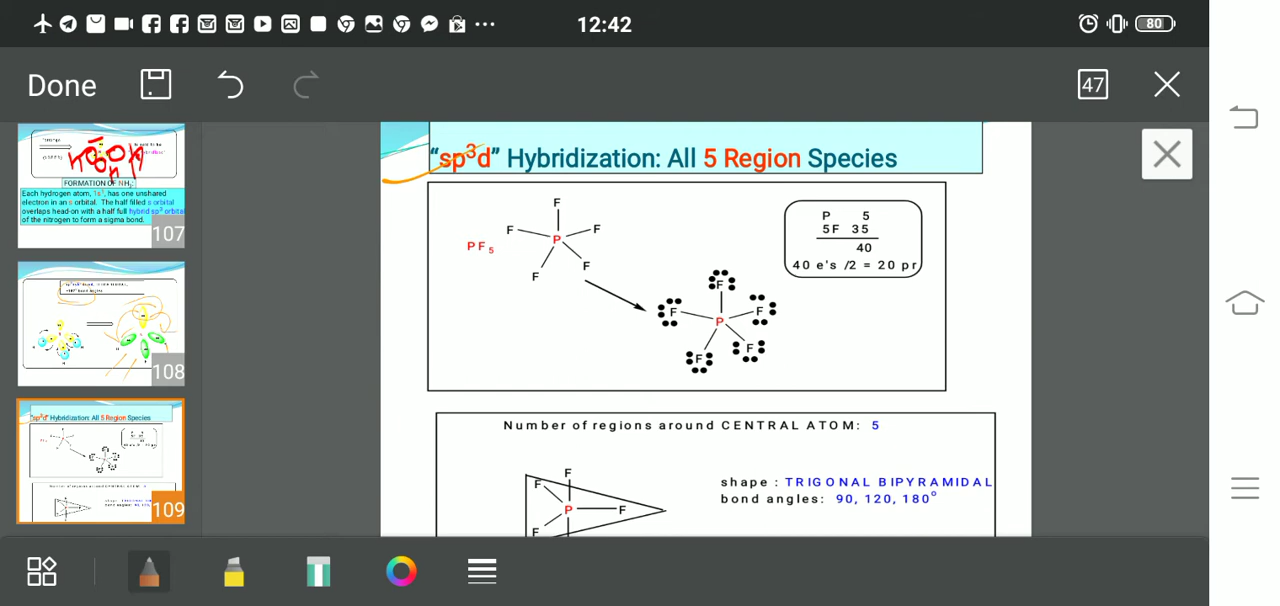 12:42
80
Done
47
"sp³d" Hybridization: All 5 Region Species
F
F
F
P
PF₅
F
F
P 5
5F 35
40
40 e's /2 = 20 pr
F
F
F
P
F
F
Number of regions around CENTRAL ATOM: 5
F
F
shape : TRIGONAL BIPYRAMIDAL
bond angles: 90, 120, 180°
P
F
F
FORMATION OF NH₃:
Each hydrogen atom, 1s¹, has one unshared
electron in an s orbital. The half filled s orbital
overlaps head-on with a half full hybrid sp³ orbital
of the nitrogen to form a sigma bond.
107
108
"sp³d" Hybridization: All 5 Region Species
109